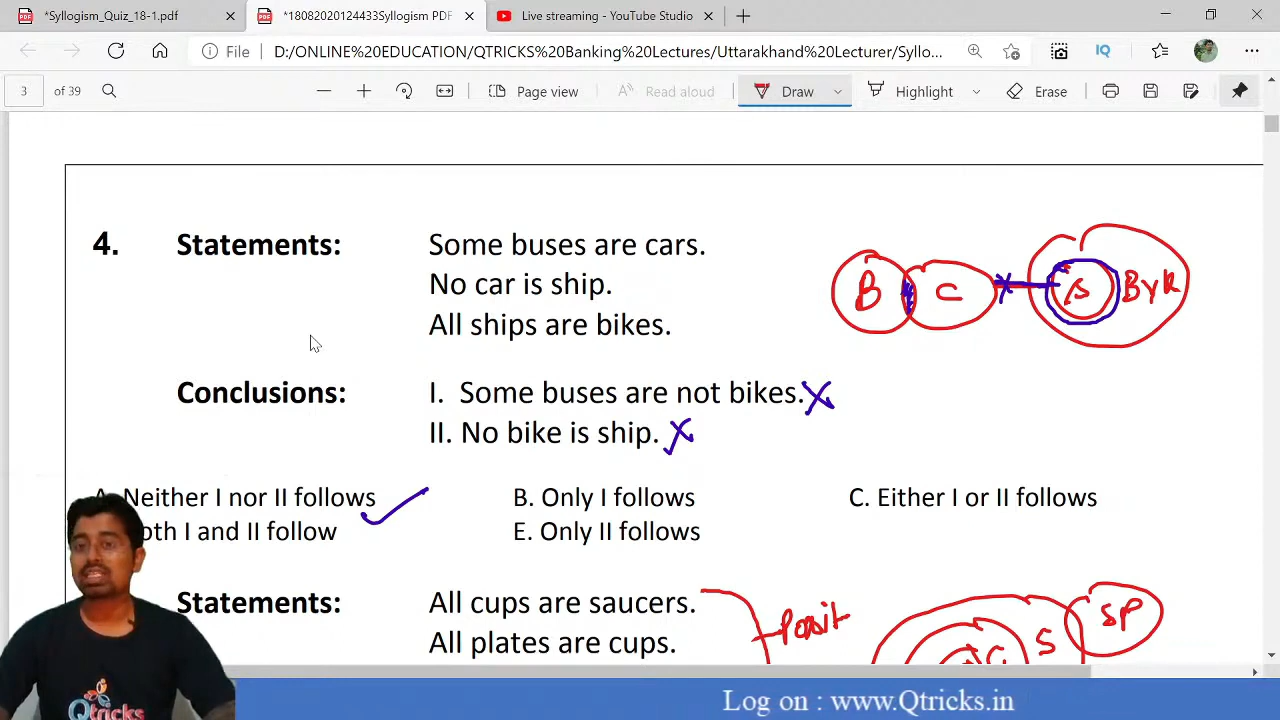 *Syllogism_Quiz_18-1.pdf
*18082020124433Syllogism PDF
Live streaming - YouTube Studio
File
D:/ONLINE%20EDUCATION/QTRICKS%20Banking%20Lectures/Uttarakhand%20Lecturer/Syllo...
3 of 39
Page view
Read aloud
Draw
Highlight
Erase
4. Statements: Some buses are cars.
No car is ship.
All ships are bikes.
B C S Byk
Conclusions: I. Some buses are not bikes.
II. No bike is ship.
A. Neither I nor II follows B. Only I follows C. Either I or II follows
oth I and II follow E. Only II follows
Statements: All cups are saucers.
All plates are cups.
Posit
S SP
C
Qtricks
Log on : www.Qtricks.in